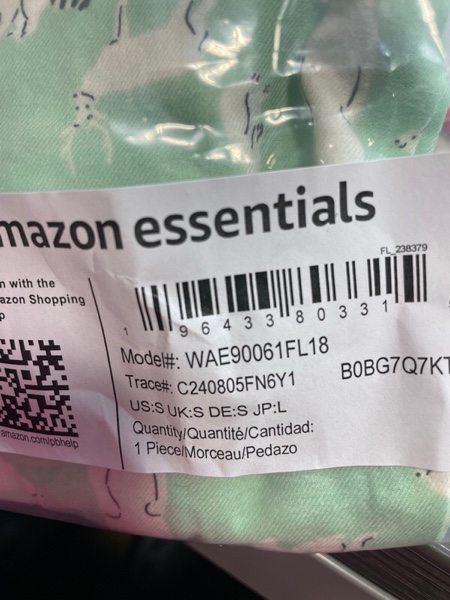 mazon essentials
n with the
azon Shopping
p
FL_238379
1 96433 80331
Model#: WAE90061FL18
Trace#: C240805FN6Y1
B0BG7Q7KT
US:S UK:S DE:S JP:L
Quantity/Quantité/Cantidad:
1 Piece/Morceau/Pedazo
amazon.com/pbhelp